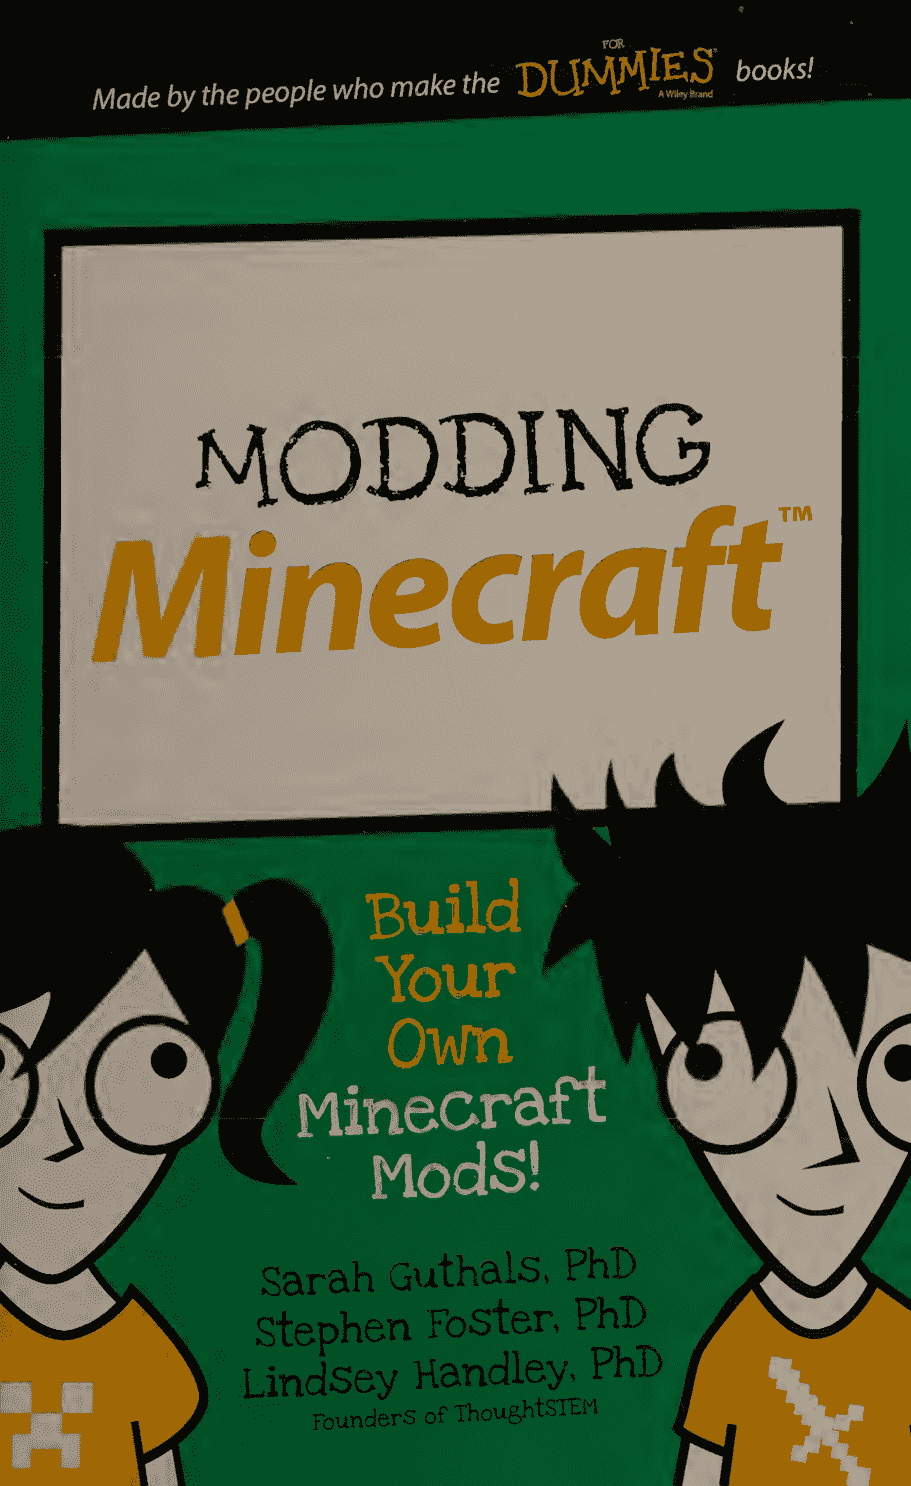 Made by the people who make the FOR DUMMIES® A Wiley Brand books!
MODDING
Minecraft™
Build
Your
Own
Minecraft
Mods!
Sarah Guthals, PhD
Stephen Foster, PhD
Lindsey Handley, PhD
Founders of ThoughtSTEM